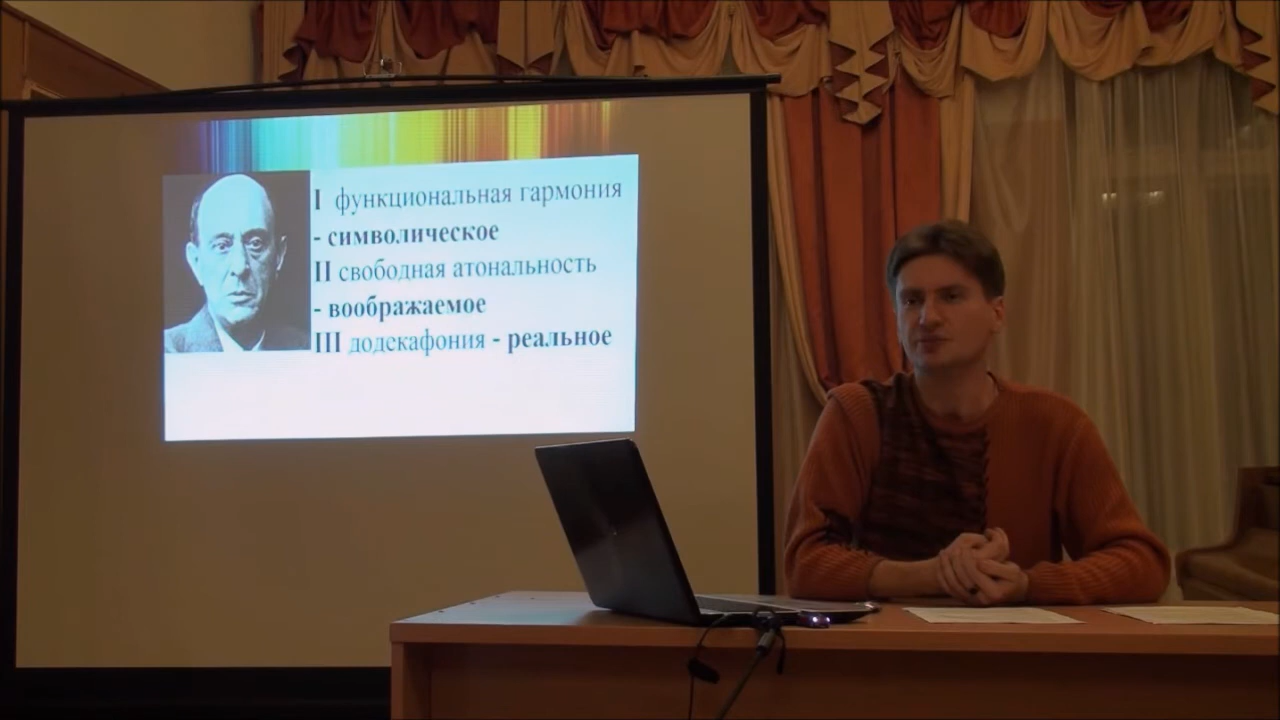 I функциональная гармония
- символическое
II свободная атональность
- воображаемое
III додекафония - реальное